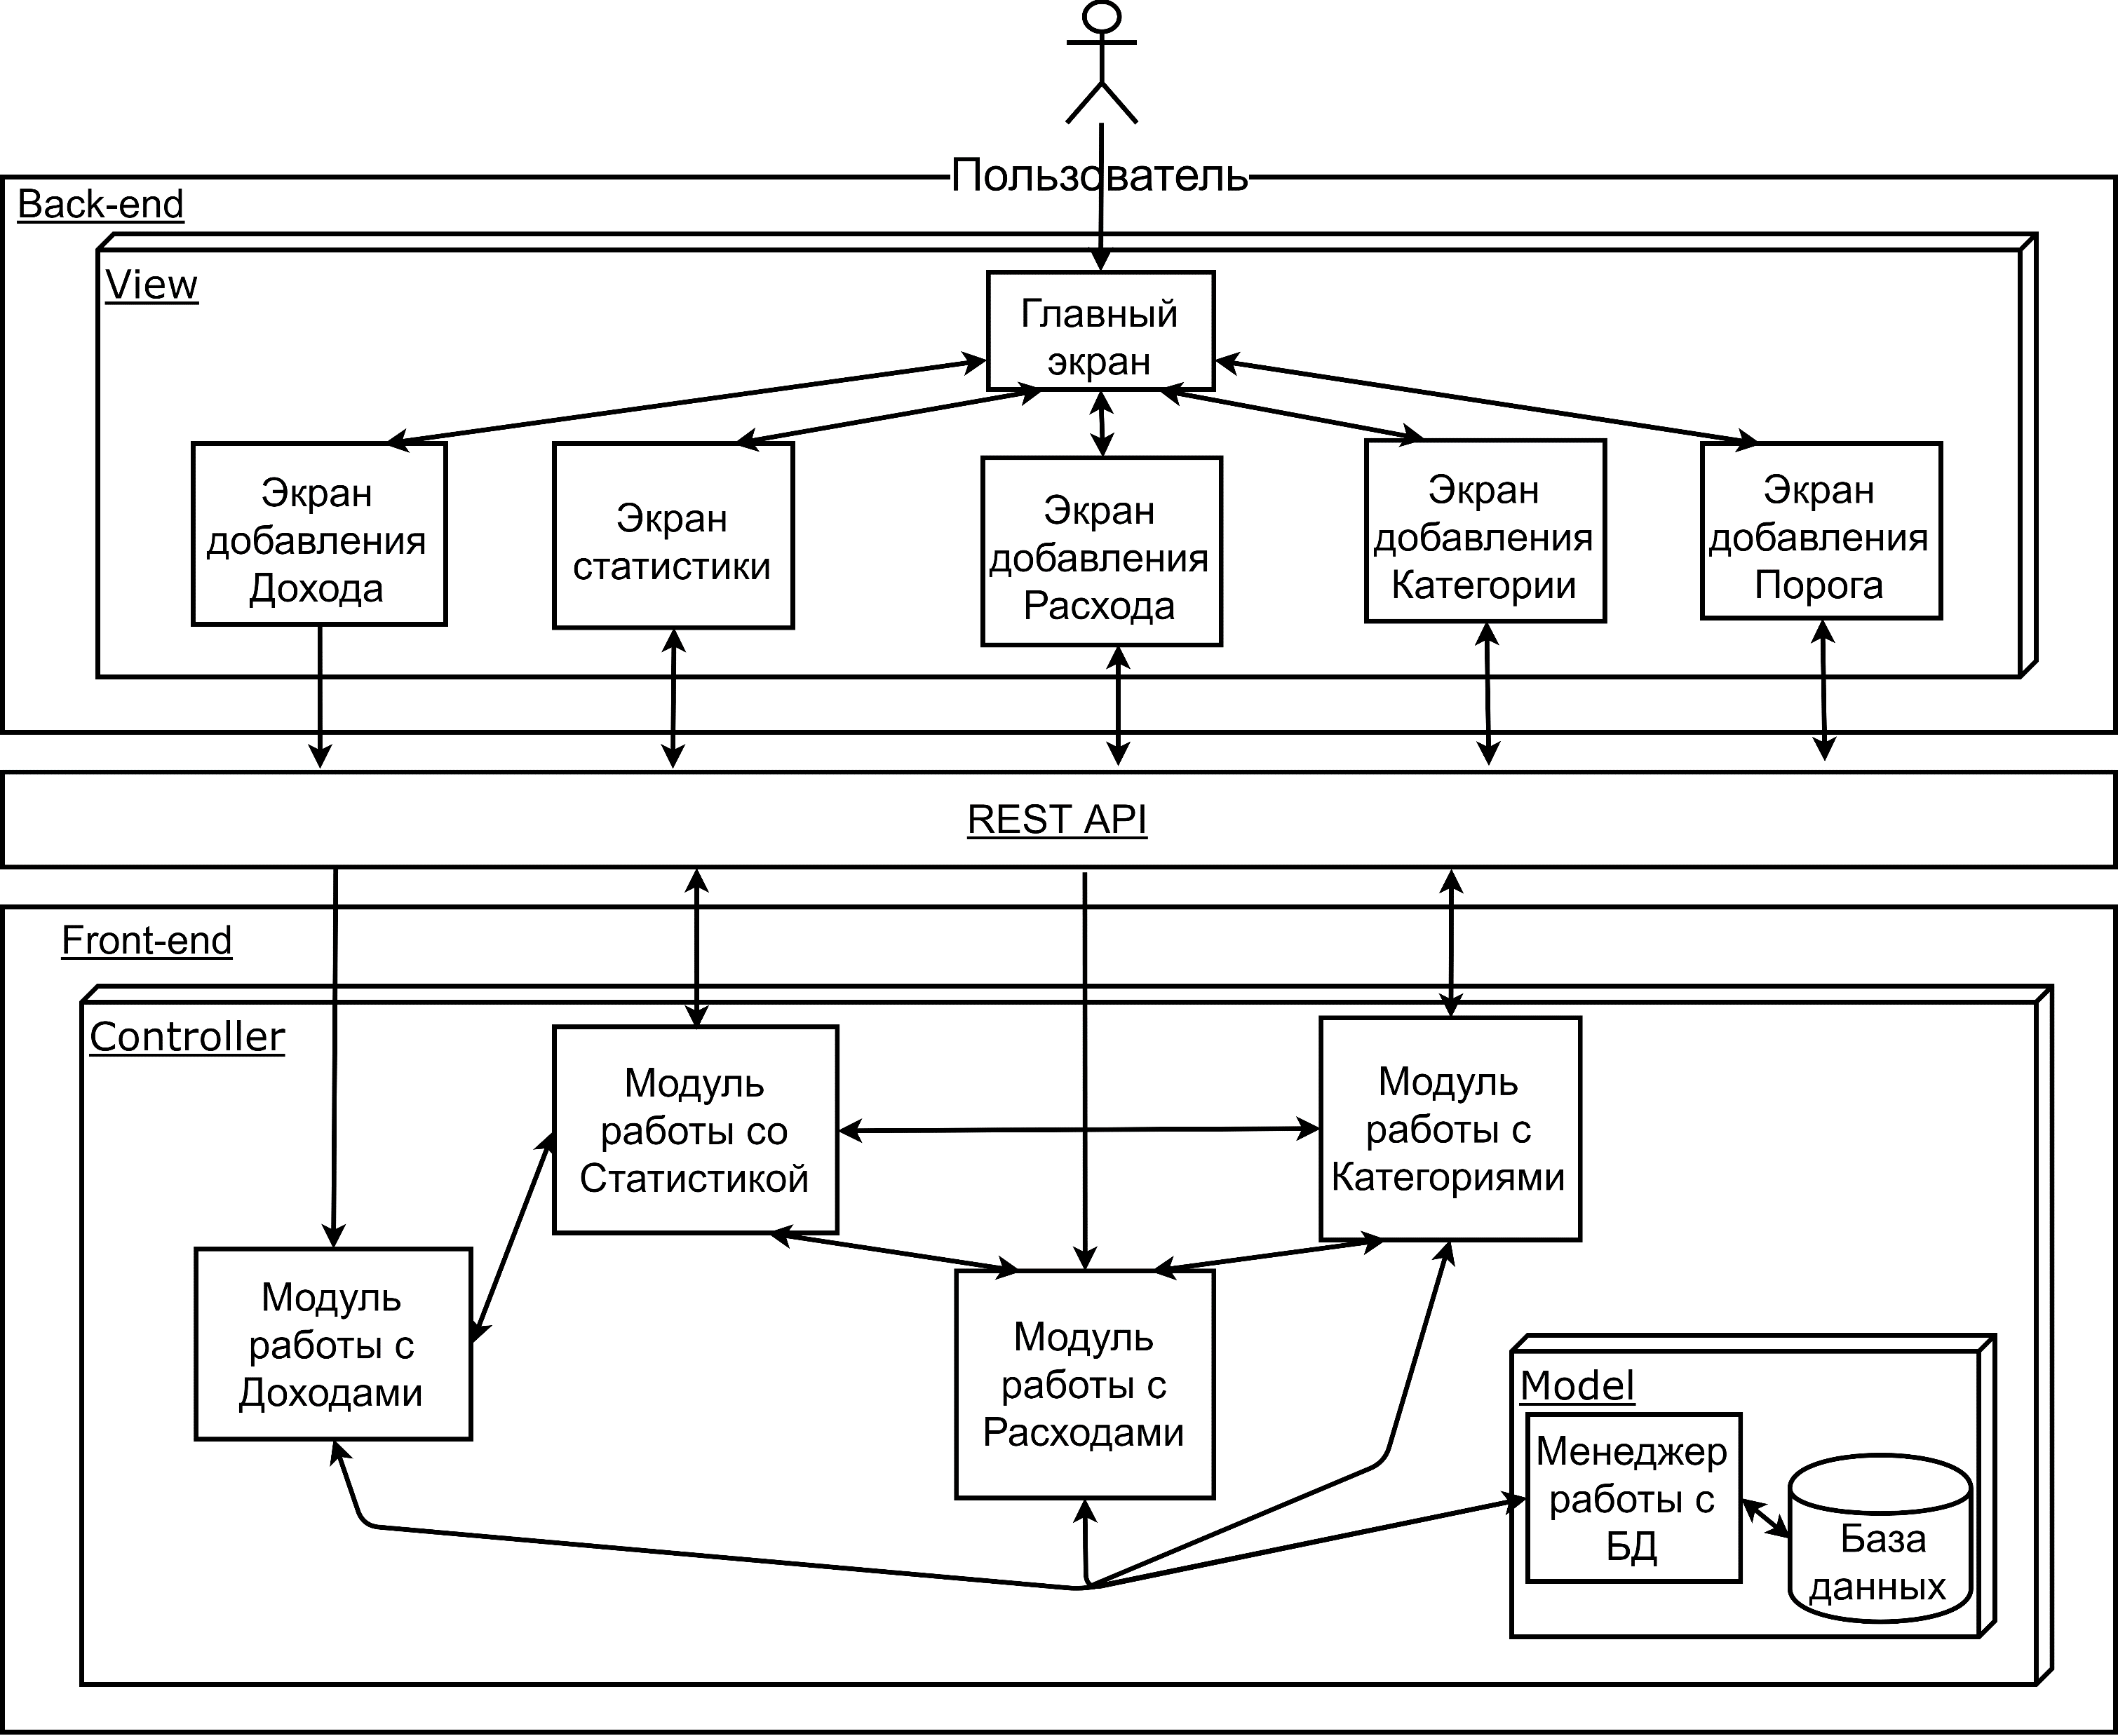 Пользователь
Back-end
View
Главный
экран
Экран
добавления
Дохода
Экран
статистики
Экран
добавления
Расхода
Экран
добавления
Категории
Экран
добавления
Порога
REST API
Front-end
Controller
Модуль
работы со
Статистикой
Модуль
работы с
Категориями
Модуль
работы с
Доходами
Модуль
работы с
Расходами
Model
Менеджер
работы с
БД
База
данных